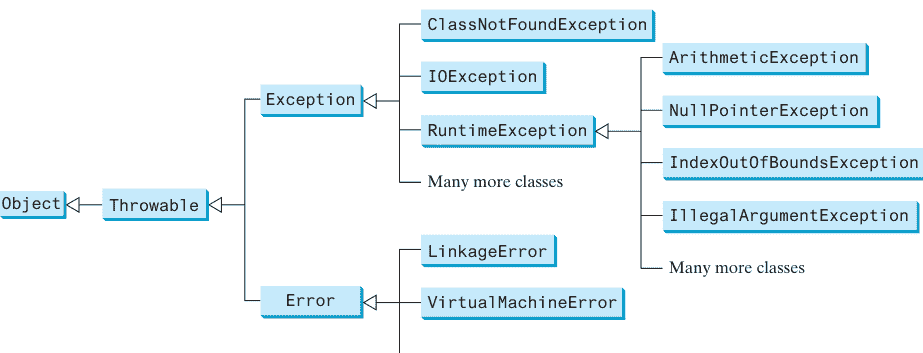 ClassNotFoundException
ArithmeticException
IOException
Exception
NullPointerException
RuntimeException
IndexOutOfBoundsException
Many more classes
Object
Throwable
IllegalArgumentException
LinkageError
Many more classes
Error
VirtualMachineError